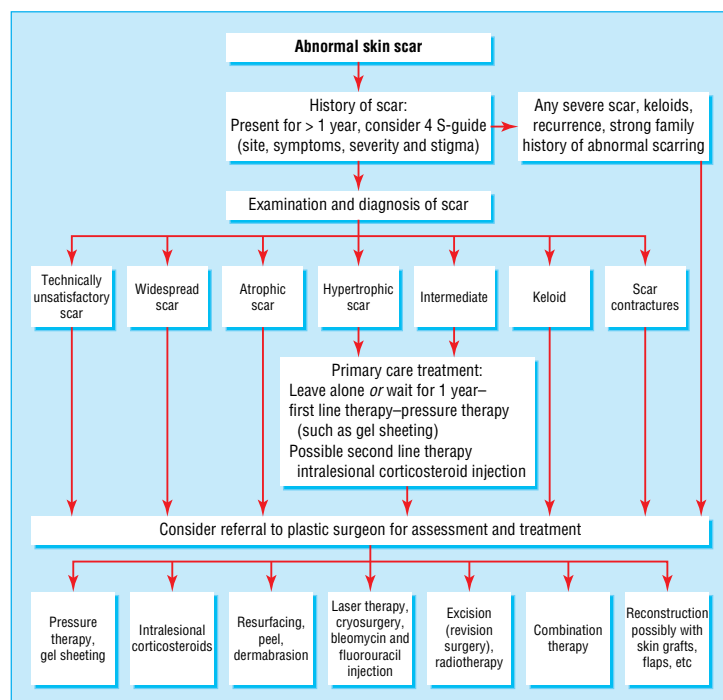 Abnormal skin scar
History of scar:
Present for > 1 year, consider 4 S-guide
(site, symptoms, severity and stigma)
Any severe scar, keloids,
recurrence, strong family
history of abnormal scarring
Examination and diagnosis of scar
Technically
unsatisfactory
scar
Widespread
scar
Atrophic
scar
Hypertrophic
scar
Intermediate
Keloid
Scar
contractures
Primary care treatment:
Leave alone or wait for 1 year–
first line therapy–pressure therapy
(such as gel sheeting)
Possible second line therapy
intralesional corticosteroid injection
Consider referral to plastic surgeon for assessment and treatment
Pressure
therapy,
gel sheeting
Intralesional
corticosteroids
Resurfacing,
peel,
dermabrasion
Laser therapy,
cryosurgery,
bleomycin and
fluorouracil
injection
Excision
(revision
surgery),
radiotherapy
Combination
therapy
Reconstruction
possibly with
skin grafts,
flaps, etc